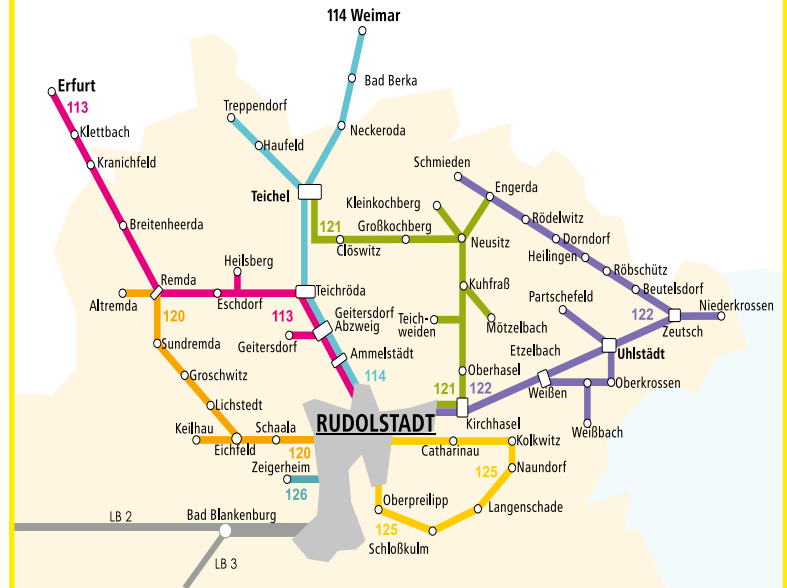 114 Weimar
Erfurt
113
Bad Berka
Treppendorf
Klettbach
Neckeroda
Haufeld
Kranichfeld
Schmieden
Engerda
Teichel
Kleinkochberg
Breitenheerda
121
Großkochberg
Rödelwitz
Clöswitz
Neusitz
Dorndorf
Heilingen
Heilsberg
Röbschütz
Remda
Teichröda
Kuhfraß
Beutelsdorf
Altremda
120
Eschdorf
113
Geitersdorf
Abzweig
Teich-
weiden
Mötzelbach
Partschefeld
122
Niederkrossen
Zeutsch
Sundremda
Geitersdorf
Ammelstädt
Etzelbach
Uhlstädt
Groschwitz
114
Oberhasel
121
122
Weißen
Oberkrossen
Lichstedt
RUDOLSTADT
Kirchhasel
Weißbach
Keilhau
Schaala
Eichfeld
120
Catharinau
Kolkwitz
Zeigerheim
126
125
Naundorf
Oberpreilipp
Langenschade
LB 2
Bad Blankenburg
125
Schloßkulm
LB 3